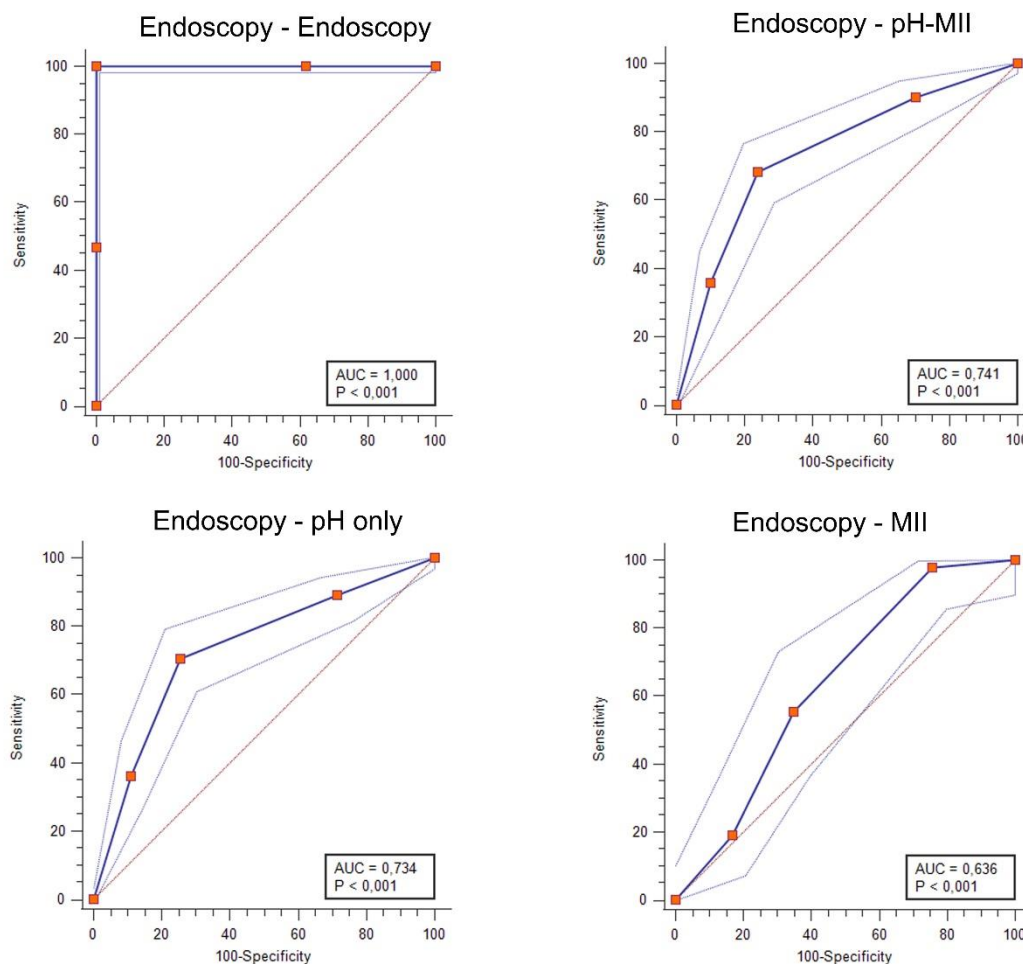 Endoscopy - Endoscopy
100
80
60
40
20
0
Sensitivity
AUC = 1,000
P < 0,001
0 20 40 60 80 100
100-Specificity
Endoscopy - pH-MII
100
80
60
40
20
0
Sensitivity
AUC = 0,741
P < 0,001
0 20 40 60 80 100
100-Specificity
Endoscopy - pH only
100
80
60
40
20
0
Sensitivity
AUC = 0,734
P < 0,001
0 20 40 60 80 100
100-Specificity
Endoscopy - MII
100
80
60
40
20
0
Sensitivity
AUC = 0,636
P < 0,001
0 20 40 60 80 100
100-Specificity